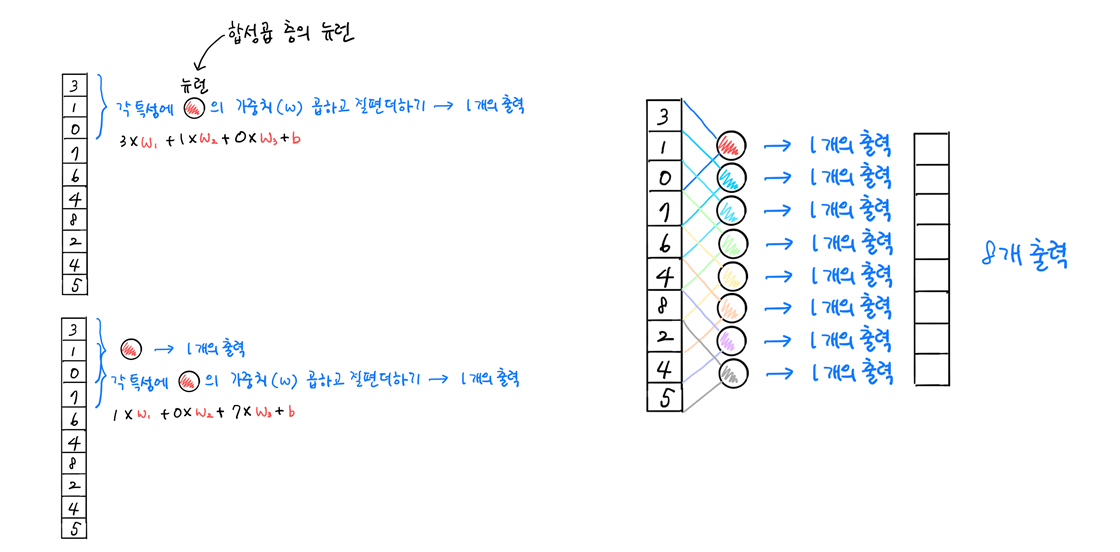 합성곱 층의 뉴런
뉴런
3
1
0
7
6
4
8
2
4
5
각 특성에 의 가중치(w) 곱하고 절편더하기 → 1개의 출력
3×w₁ + 1×w₂ + 0×w₃ + b
3
1
0
7
6
4
8
2
4
5
→ 1개의 출력
각 특성에 의 가중치(w) 곱하고 절편더하기 → 1개의 출력
1×w₁ + 0×w₂ + 7×w₃ + b
3
1
0
7
6
4
8
2
4
5
→ 1개의 출력
→ 1개의 출력
→ 1개의 출력
→ 1개의 출력
→ 1개의 출력
→ 1개의 출력
→ 1개의 출력
→ 1개의 출력
8개 출력